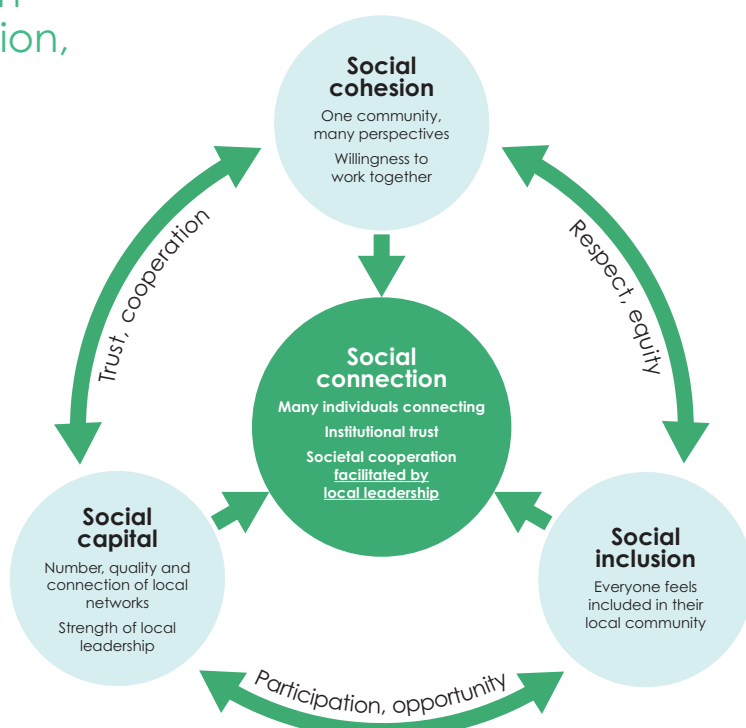 ion,
Social
cohesion
One community,
many perspectives
Willingness to
work together
Trust, cooperation
Respect, equity
Social
connection
Many individuals connecting
Institutional trust
Societal cooperation
facilitated by
local leadership
Social
capital
Number, quality and
connection of local
networks
Strength of local
leadership
Social
inclusion
Everyone feels
included in their
local community
Participation, opportunity